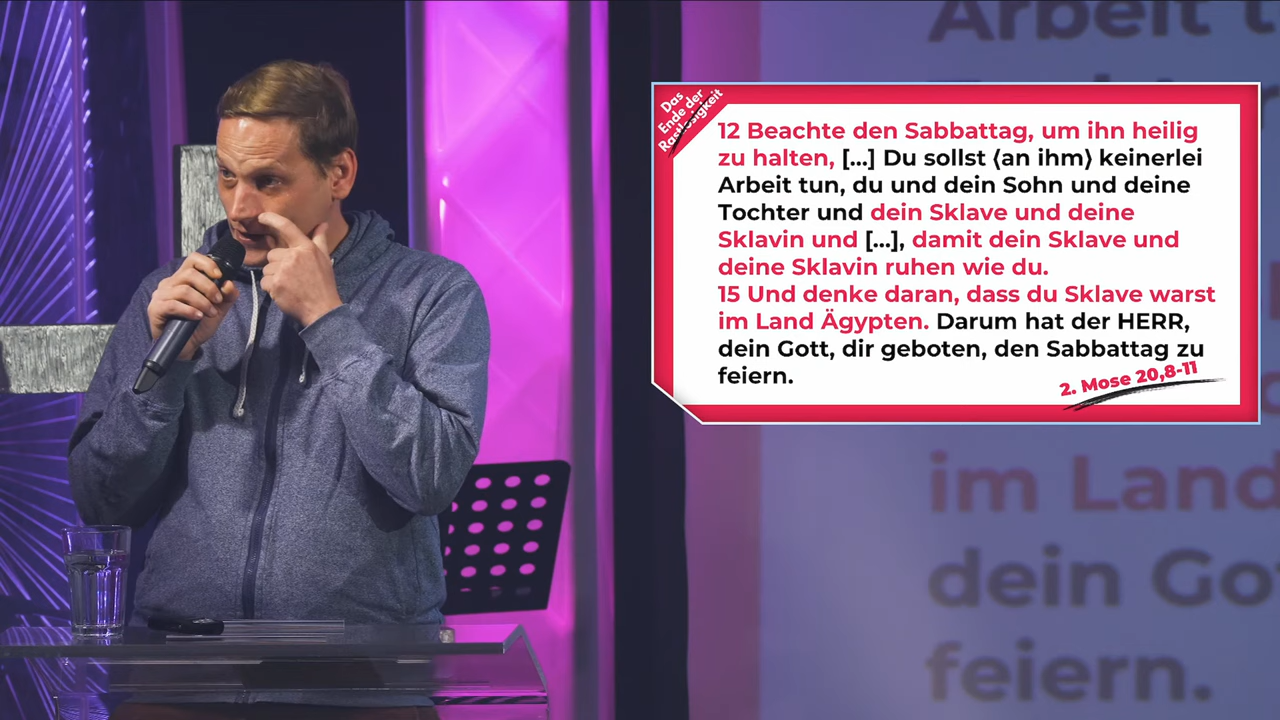 Das
Ende der
Rastlosigkeit
12 Beachte den Sabbattag, um ihn heilig
zu halten, [...] Du sollst ⟨an ihm⟩ keinerlei
Arbeit tun, du und dein Sohn und deine
Tochter und dein Sklave und deine
Sklavin und [...], damit dein Sklave und
deine Sklavin ruhen wie du.
15 Und denke daran, dass du Sklave warst
im Land Ägypten. Darum hat der HERR,
dein Gott, dir geboten, den Sabbattag zu
feiern.
2. Mose 20,8-11
Arbeit t
im Land
dein Go
feiern.